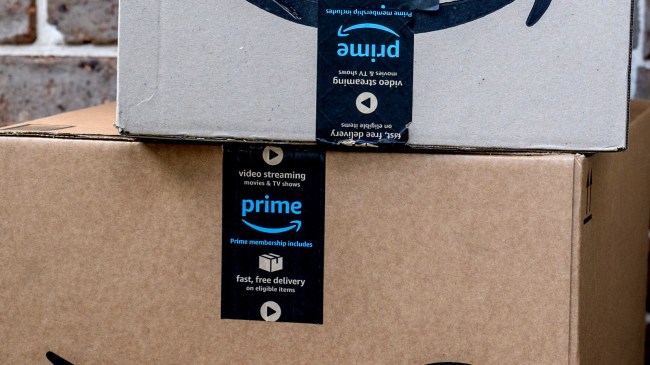 Prime membership includes
prime
video streaming
movies & TV shows
fast, free delivery
on eligible items
video streaming
movies & TV shows
prime
Prime membership includes
fast, free delivery
on eligible items